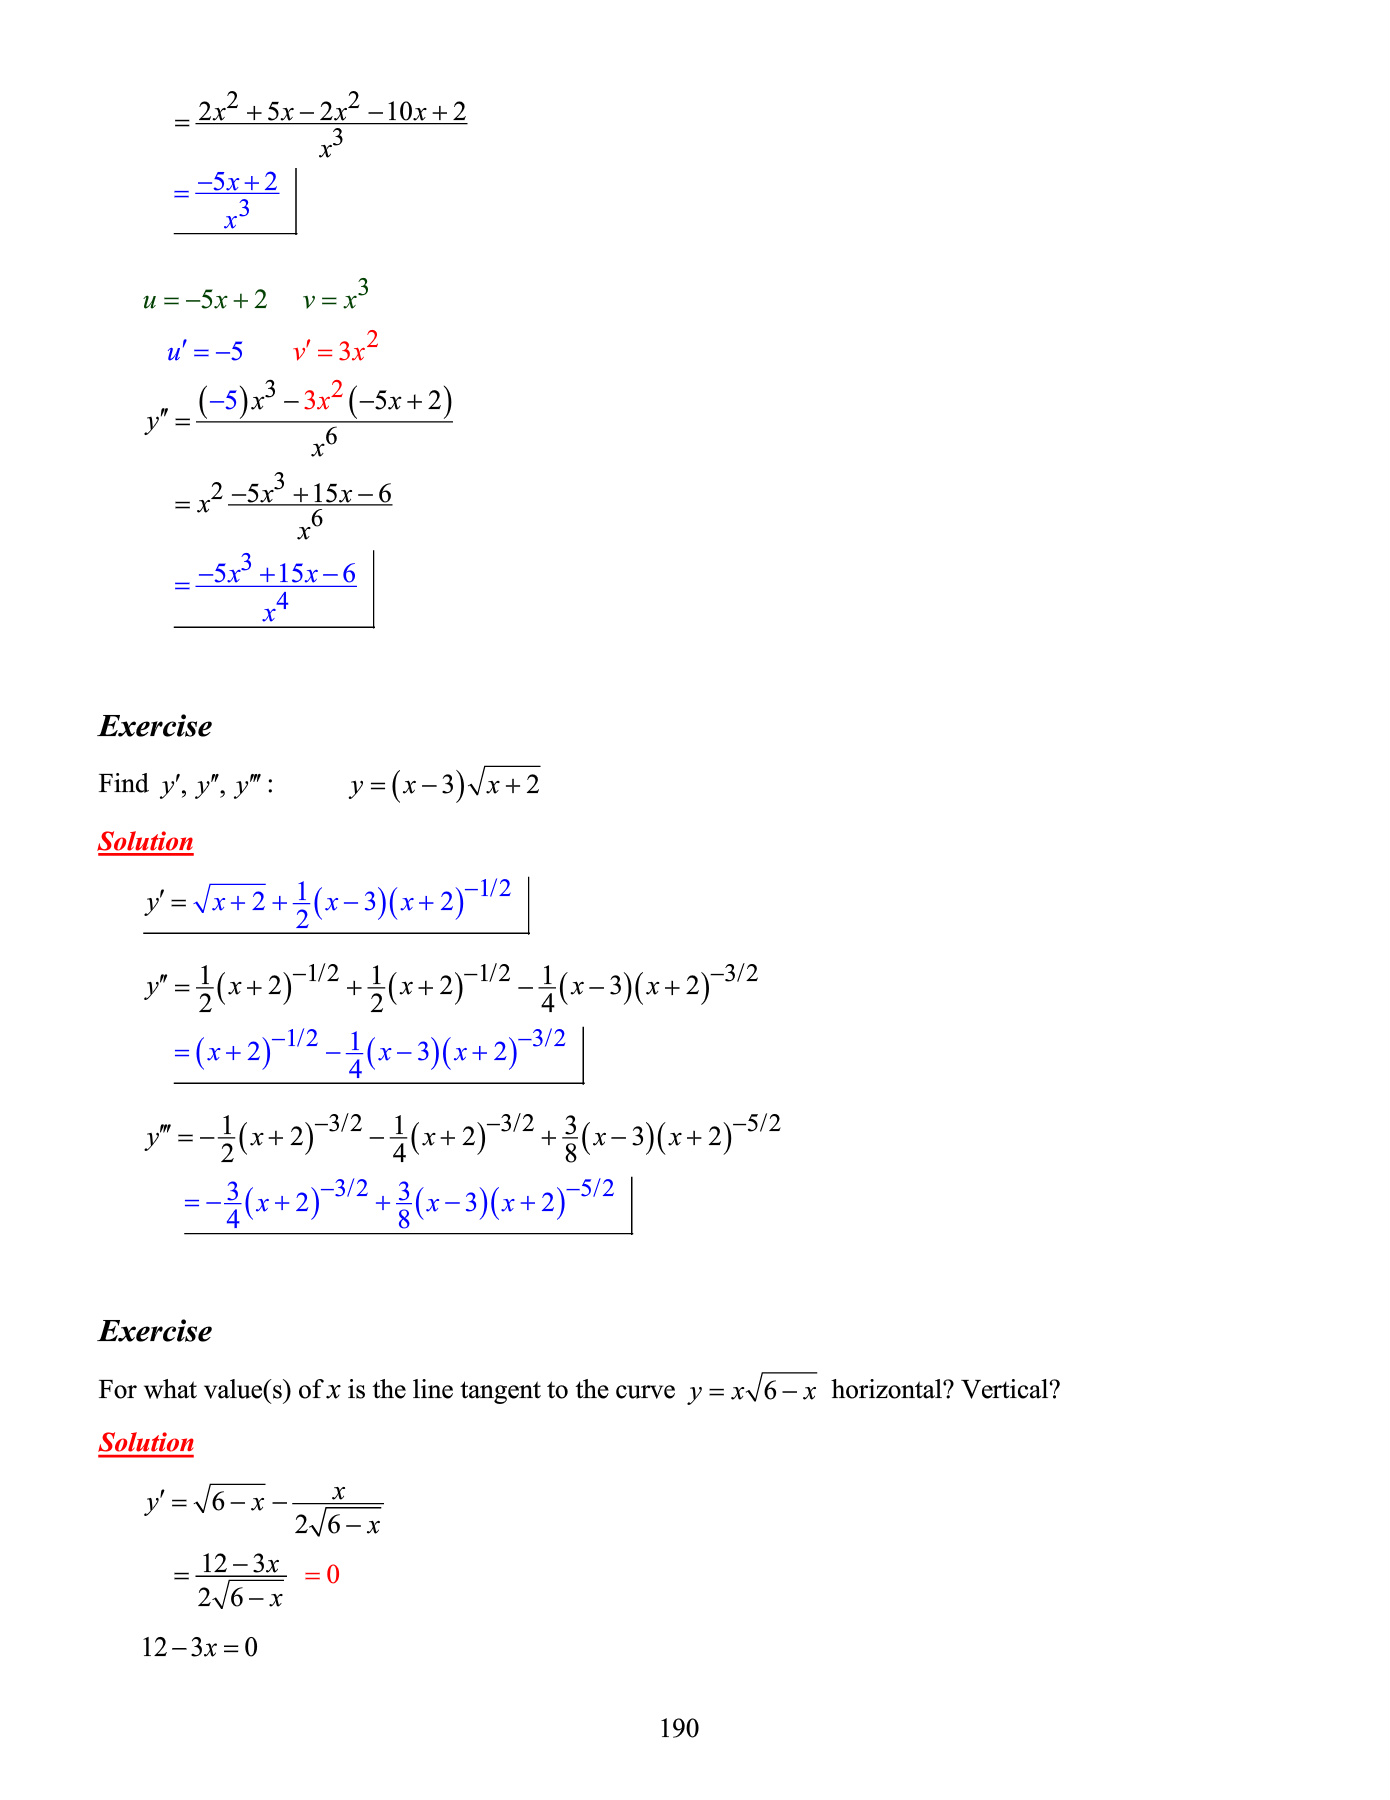 = \frac{2x^2 + 5x - 2x^2 - 10x + 2}{x^3}
= \frac{-5x + 2}{x^3}
u = -5x + 2   v = x^3
u' = -5   v' = 3x^2
y'' = \frac{(-5)x^3 - 3x^2(-5x + 2)}{x^6}
= x^2 \frac{-5x^3 + 15x - 6}{x^6}
= \frac{-5x^3 + 15x - 6}{x^4}
Exercise
Find y', y'', y''' :   y = (x - 3)\sqrt{x + 2}
Solution
y' = \sqrt{x + 2} + \frac{1}{2}(x - 3)(x + 2)^{-1/2}
y'' = \frac{1}{2}(x + 2)^{-1/2} + \frac{1}{2}(x + 2)^{-1/2} - \frac{1}{4}(x - 3)(x + 2)^{-3/2}
= (x + 2)^{-1/2} - \frac{1}{4}(x - 3)(x + 2)^{-3/2}
y''' = -\frac{1}{2}(x + 2)^{-3/2} - \frac{1}{4}(x + 2)^{-3/2} + \frac{3}{8}(x - 3)(x + 2)^{-5/2}
= -\frac{3}{4}(x + 2)^{-3/2} + \frac{3}{8}(x - 3)(x + 2)^{-5/2}
Exercise
For what value(s) of x is the line tangent to the curve y = x\sqrt{6 - x} horizontal? Vertical?
Solution
y' = \sqrt{6 - x} - \frac{x}{2\sqrt{6 - x}}
= \frac{12 - 3x}{2\sqrt{6 - x}} = 0
12 - 3x = 0
190